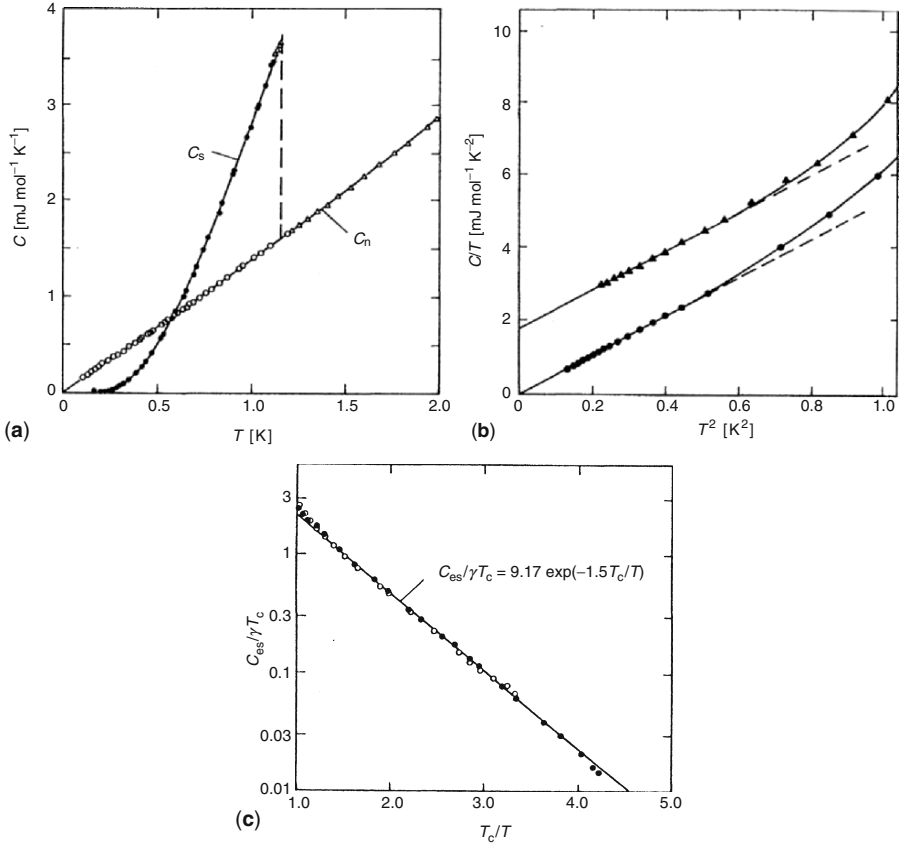 4
3
2
1
0
C [mJ mol⁻¹ K⁻¹]
Cs
Cn
0
0.5
1.0
1.5
2.0
T [K]
(a)
10
8
6
4
2
0
C/T [mJ mol⁻¹ K⁻²]
0
0.2
0.4
0.6
0.8
1.0
T² [K²]
(b)
3
1
0.3
0.1
0.03
0.01
Ces/γTc
Ces/γTc = 9.17 exp(−1.5Tc/T)
1.0
2.0
3.0
4.0
5.0
Tc/T
(c)